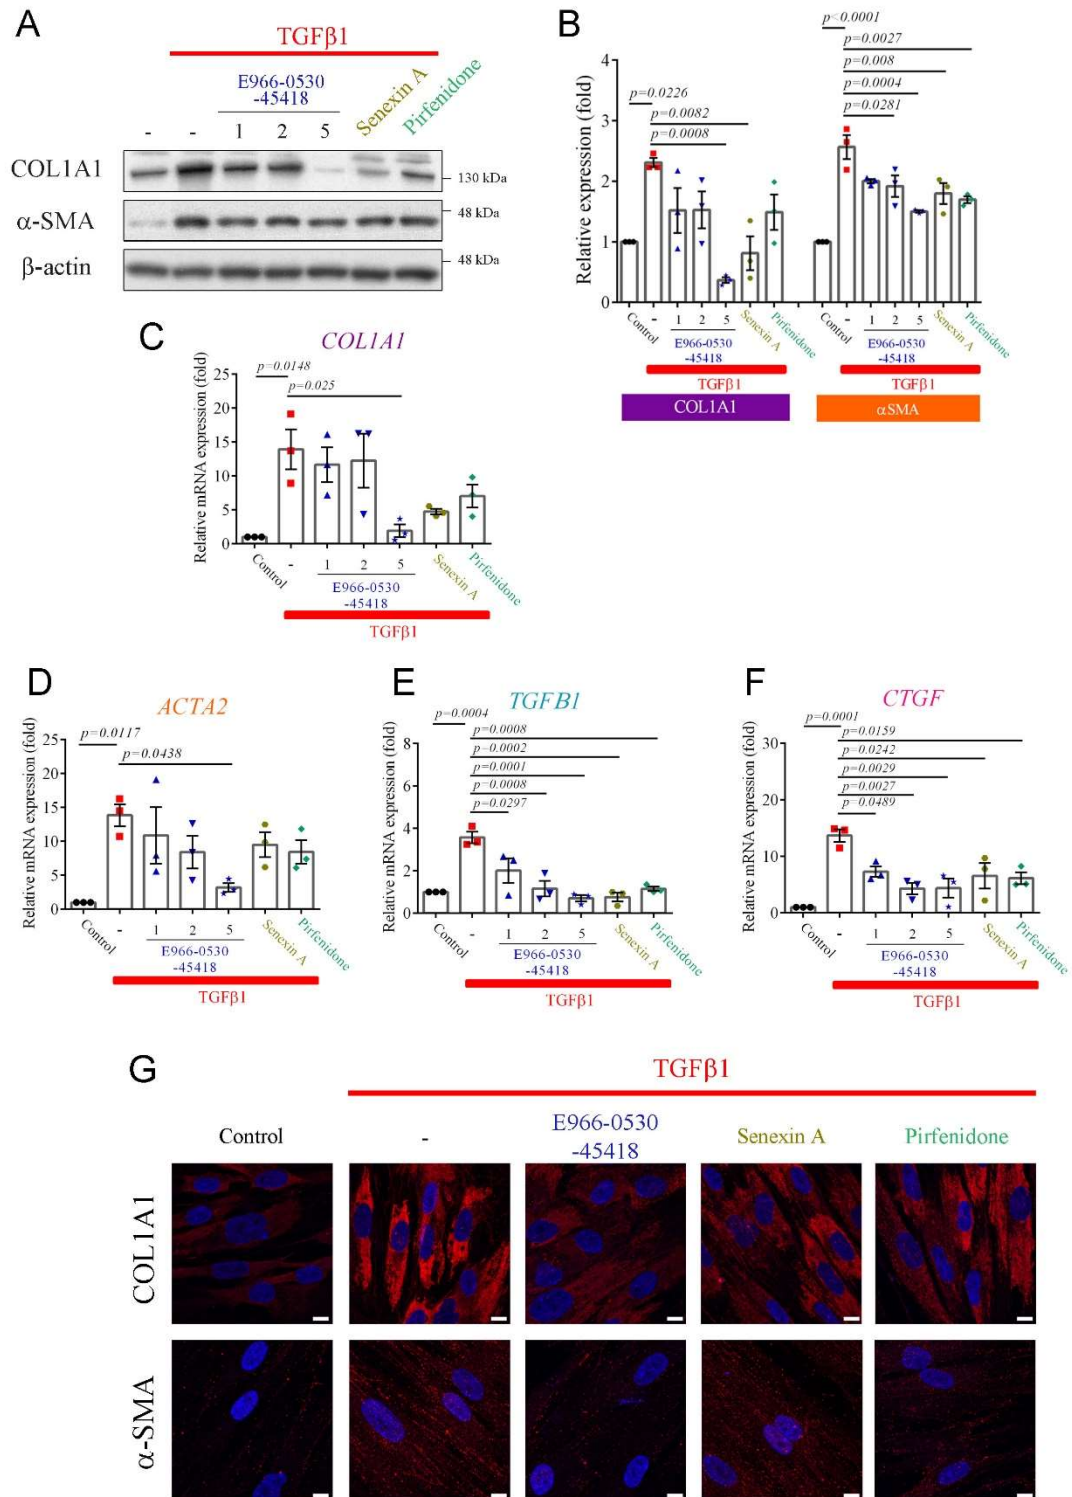 A
TGFβ1
E966-0530
-45418
Senexin A
Pirfenidone
- - 1 2 5
COL1A1
130 kDa
α-SMA
48 kDa
β-actin
48 kDa
B
p<0.0001
p=0.0027
p=0.008
p=0.0004
p=0.0281
p=0.0226
p=0.0082
p=0.0008
Relative expression (fold)
4
3
2
1
0
Control - 1 2 5 Senexin A Pirfenidone
E966-0530
-45418
TGFβ1
COL1A1
Control - 1 2 5 Senexin A Pirfenidone
E966-0530
-45418
TGFβ1
αSMA
C
COL1A1
p=0.0148
p=0.025
Relative mRNA expression (fold)
25
20
15
10
5
0
Control - 1 2 5 Senexin A Pirfenidone
E966-0530
-45418
TGFβ1
D
ACTA2
p=0.0117
p=0.0438
Relative mRNA expression (fold)
25
20
15
10
5
0
Control - 1 2 5 Senexin A Pirfenidone
E966-0530
-45418
TGFβ1
E
TGFB1
p=0.0004
p=0.0008
p=0.0002
p=0.0001
p=0.0008
p=0.0297
Relative mRNA expression (fold)
8
6
4
2
0
Control - 1 2 5 Senexin A Pirfenidone
E966-0530
-45418
TGFβ1
F
CTGF
p=0.0001
p=0.0159
p=0.0242
p=0.0029
p=0.0027
p=0.0489
Relative mRNA expression (fold)
30
20
10
0
Control - 1 2 5 Senexin A Pirfenidone
E966-0530
-45418
TGFβ1
G
TGFβ1
Control
-
E966-0530
-45418
Senexin A
Pirfenidone
COL1A1
α-SMA